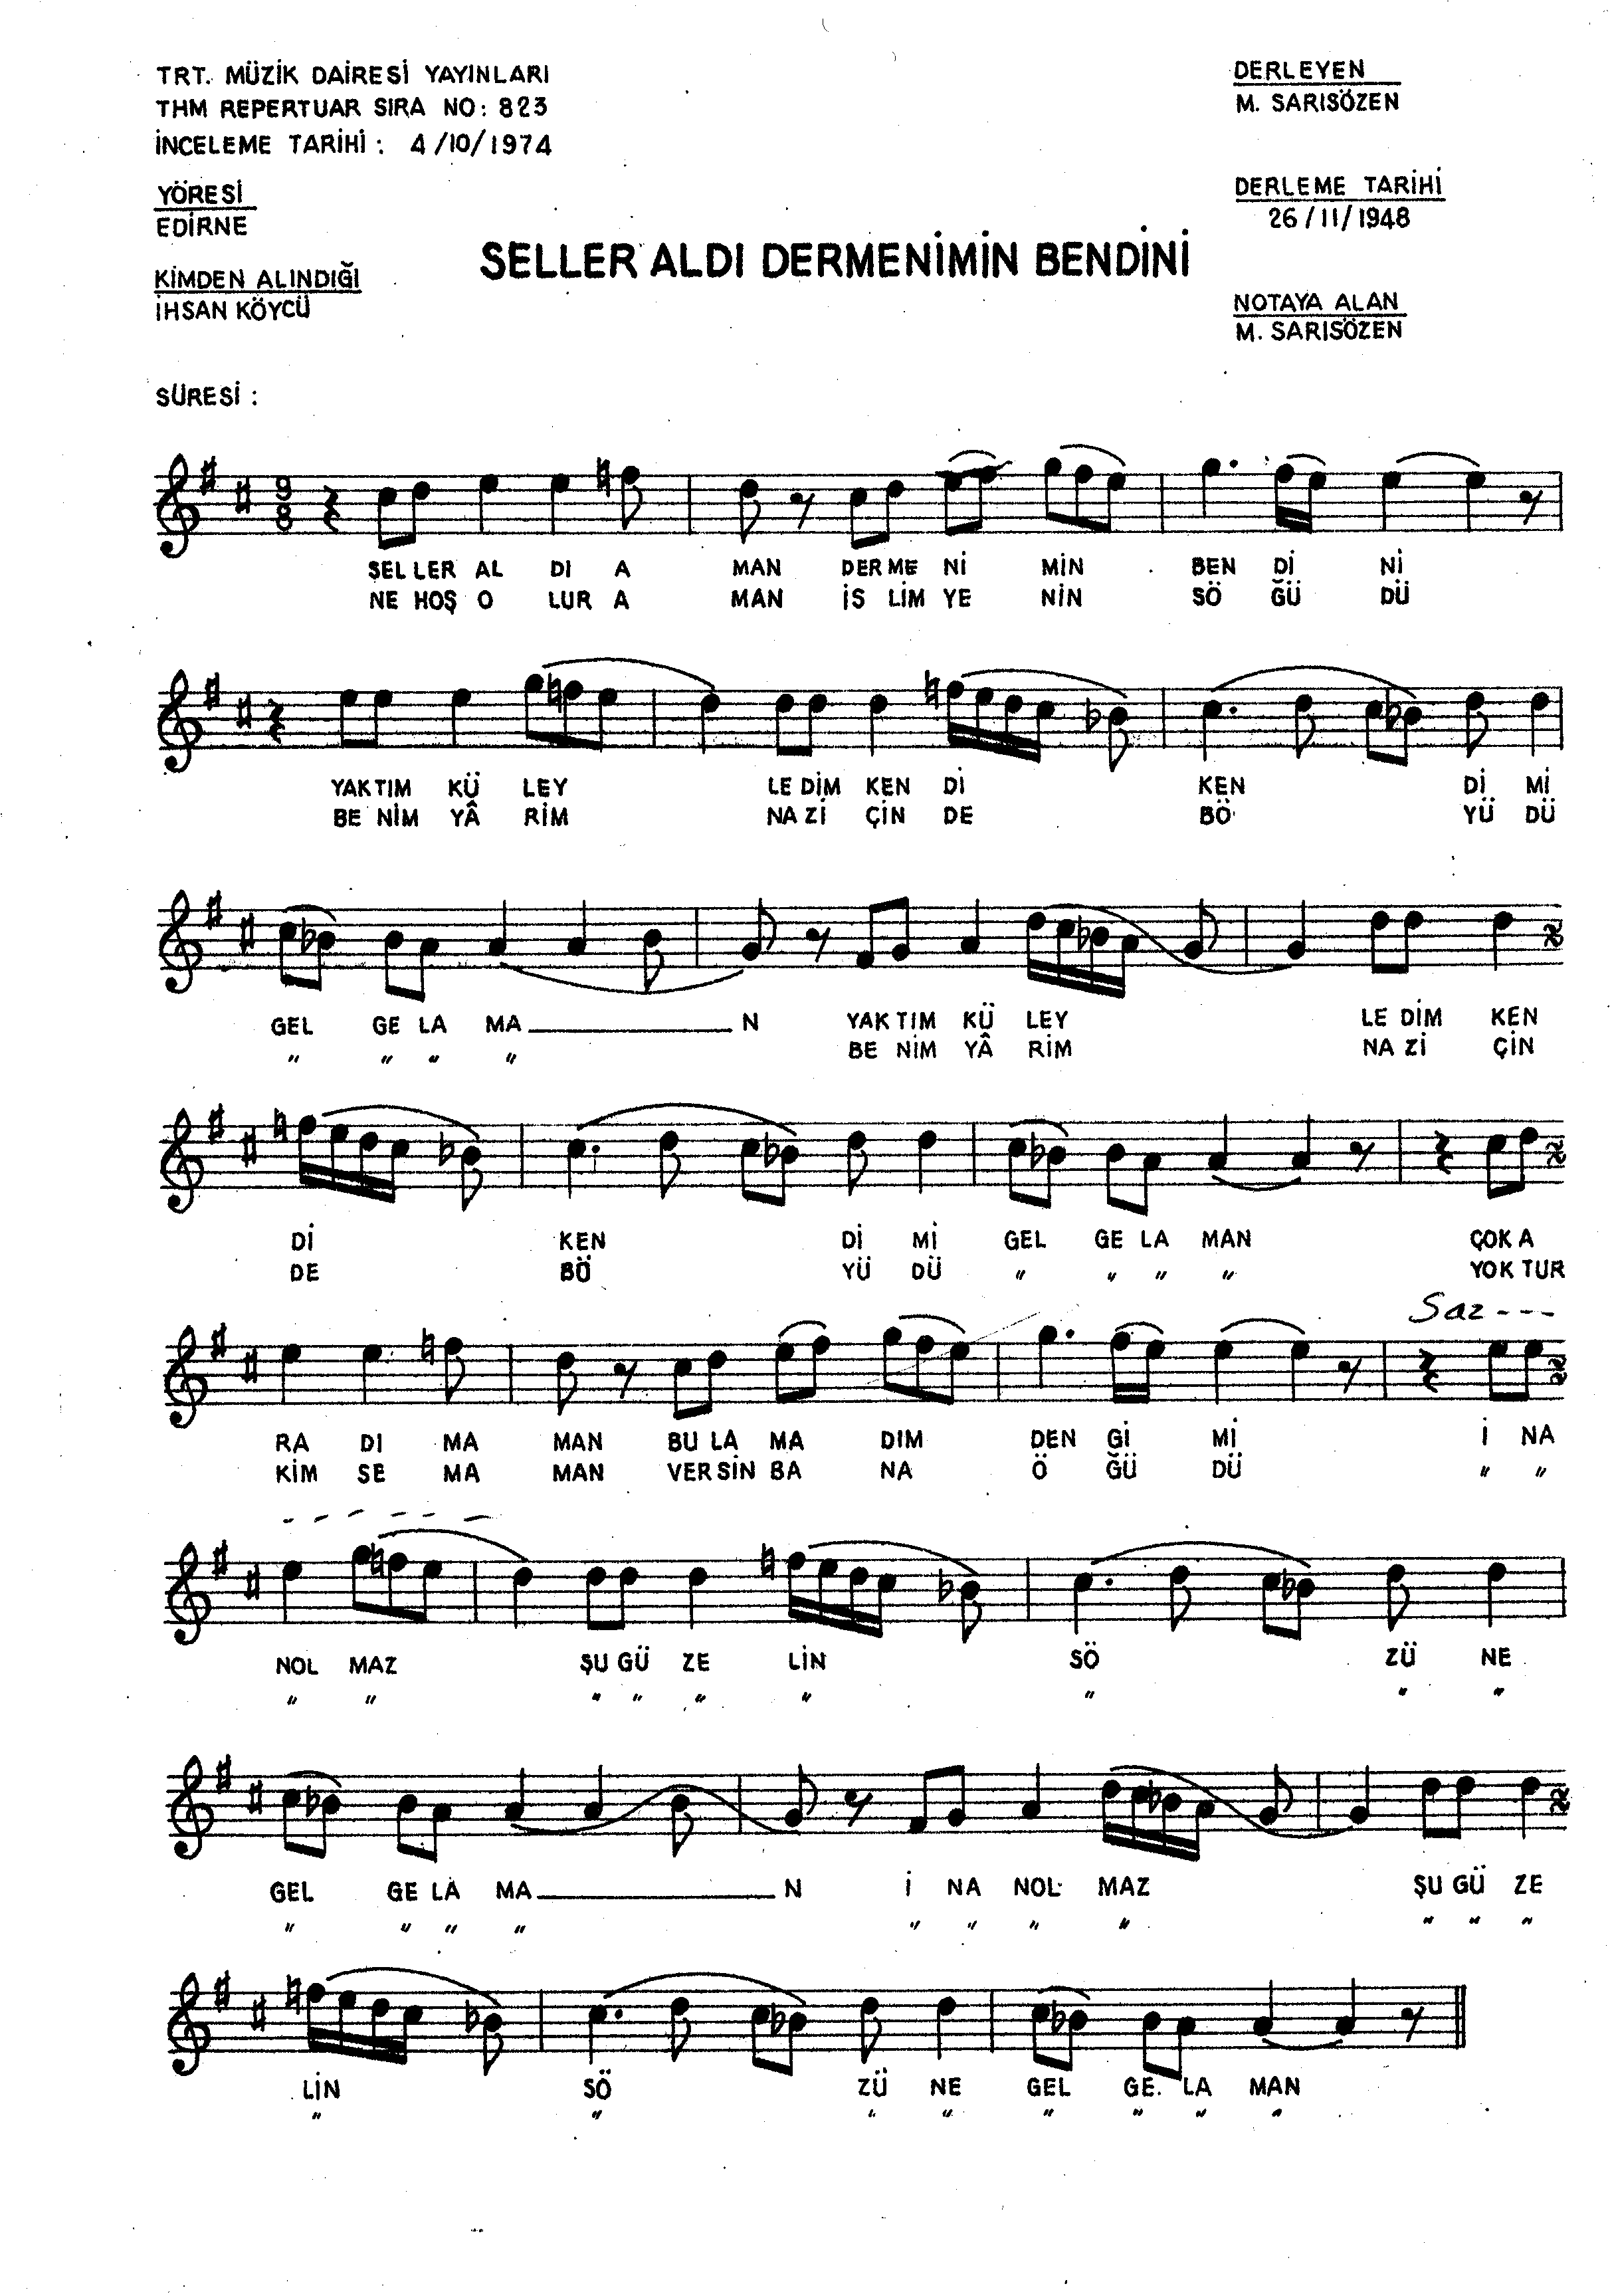 TRT. MÜZİK DAİRESİ YAYINLARI
THM REPERTUAR SIRA NO: 823
İNCELEME TARİHİ : 4/10/1974
DERLEYEN
M. SARISÖZEN
YÖRESİ
EDİRNE
DERLEME TARİHİ
26/11/1948
SELLER ALDI DERMENİMİN BENDİNİ
KİMDEN ALINDIĞI
İHSAN KÖYCÜ
NOTAYA ALAN
M. SARISÖZEN
SÜRESİ :
9
8
SEL LER AL DI A MAN DER ME Nİ MİN BEN Dİ Nİ
NE HOŞ O LUR A MAN İS LİM YE NİN SÖ ĞÜ DÜ
YAK TIM KÜ LEY LE DİM KEN Dİ KEN Dİ Mİ
BE NİM YÂ RİM NA Zİ ÇİN DE BÖ YÜ DÜ
GEL GE LA MA____N YAK TIM KÜ LEY LE DİM KEN
" " " " BE NİM YÂ RİM NA Zİ ÇİN
Dİ KEN Dİ Mİ GEL GE LA MAN ÇOK A
DE BÖ YÜ DÜ " " " " YOK TUR
Saz - - -
RA DI MA MAN BU LA MA DIM DEN Gİ Mİ İ NA
KİM SE MA MAN VER SİN BA NA Ö ĞÜ DÜ " "
NOL MAZ ŞU GÜ ZE LİN SÖ ZÜ NE
" " " " " " " " "
GEL GE LA MA____N İ NA NOL MAZ ŞU GÜ ZE
" " " " " " " " " " "
LİN SÖ ZÜ NE GEL GE. LA MAN
" " " " " " " "